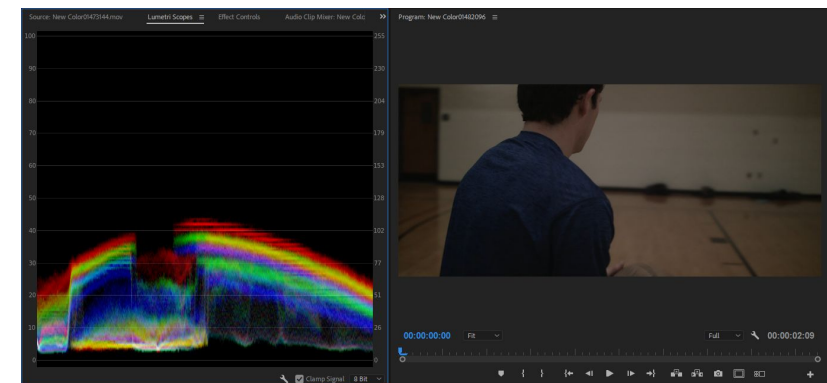 Source: New Color01473144.mov
Lumetri Scopes
Effect Controls
Audio Clip Mixer: New Colc
Program: New Color01482096
100
90
80
70
60
50
40
30
20
10
0
255
230
204
179
153
128
102
77
51
26
0
Clamp Signal
8 Bit
00:00:00:00
Fit
Full
00:00:02:09